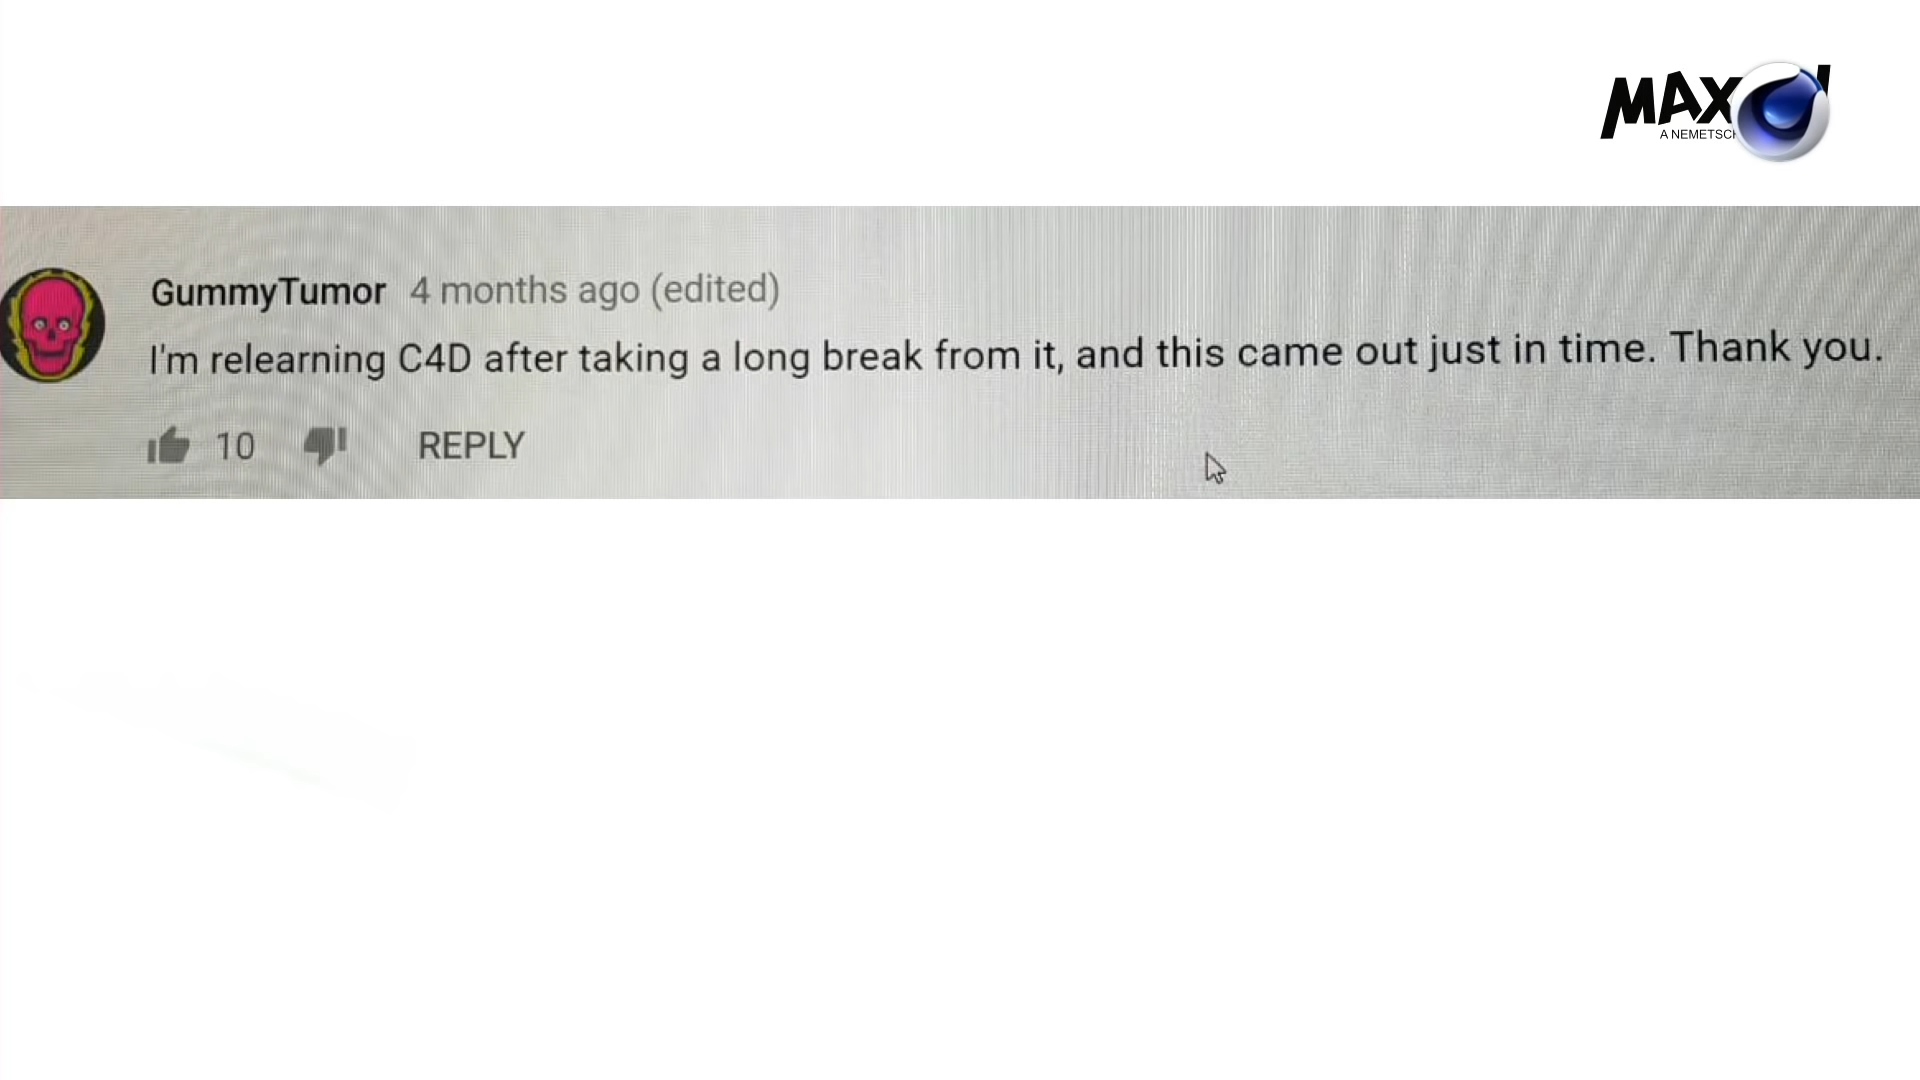 MAX
A NEMETSC
GummyTumor 4 months ago (edited)
I'm relearning C4D after taking a long break from it, and this came out just in time. Thank you.
10 REPLY